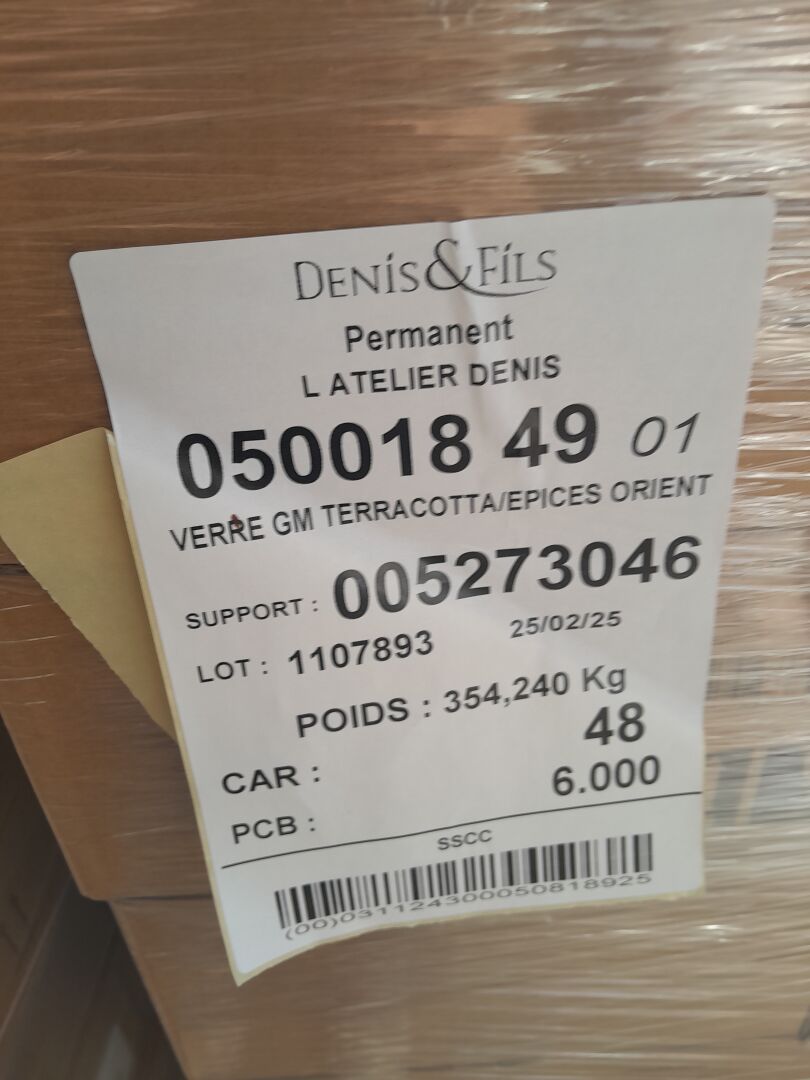 DENIS & FILS
Permanent
L ATELIER DENIS
050018 49 01
VERRE GM TERRACOTTA/EPICES ORIENT
SUPPORT : 005273046
LOT : 1107893 25/02/25
POIDS : 354,240 Kg
CAR : 48
PCB : 6.000
SSCC
(00)031124300050818925